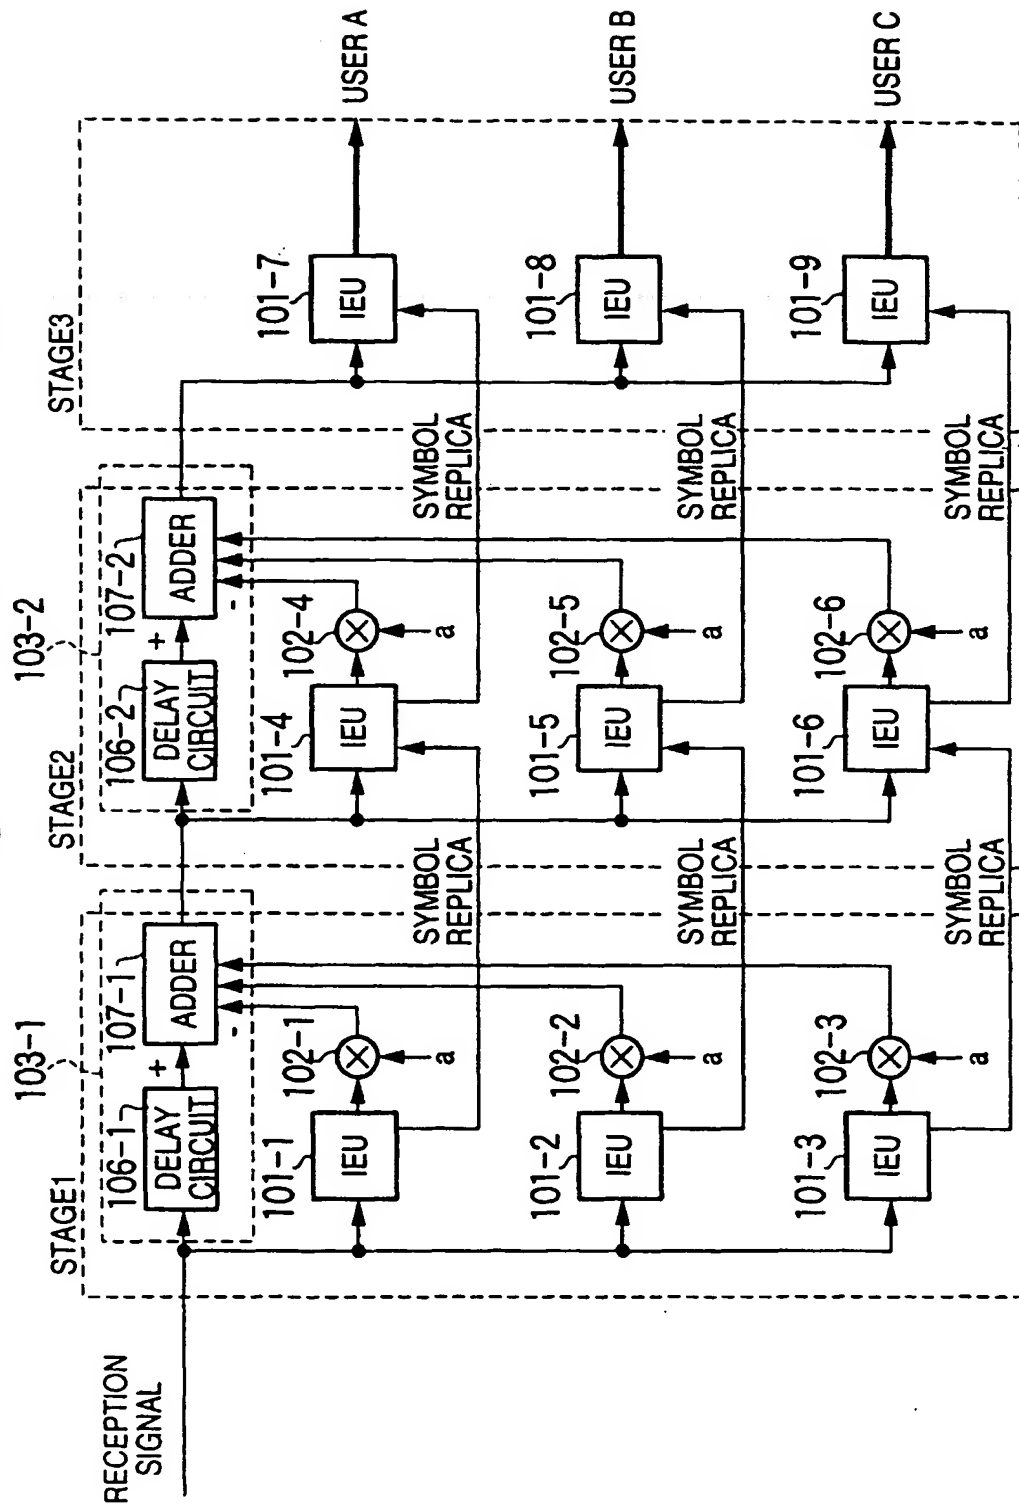 RECEPTION
SIGNAL
STAGE1
103-1
106-1
DELAY
CIRCUIT
+
107-1
ADDER
-
101-1
IEU
102-1
a
101-2
IEU
102-2
a
101-3
IEU
102-3
a
SYMBOL
REPLICA
SYMBOL
REPLICA
SYMBOL
REPLICA
STAGE2
103-2
106-2
DELAY
CIRCUIT
+
107-2
ADDER
-
101-4
IEU
102-4
a
101-5
IEU
102-5
a
101-6
IEU
102-6
a
SYMBOL
REPLICA
SYMBOL
REPLICA
SYMBOL
REPLICA
STAGE3
101-7
IEU
USER A
101-8
IEU
USER B
101-9
IEU
USER C